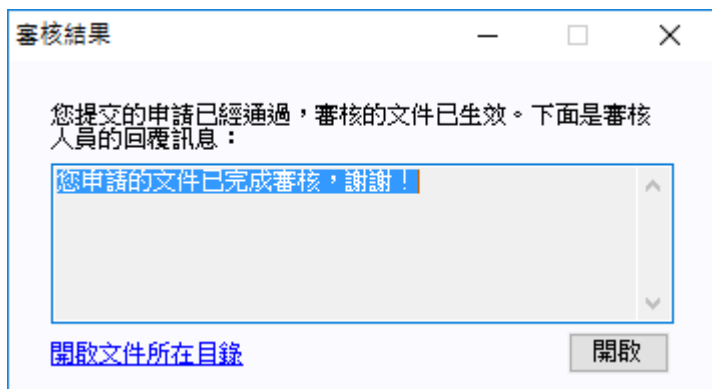 審核結果
您提交的申請已經通過，審核的文件已生效。下面是審核
人員的回覆訊息：
您申請的文件已完成審核，謝謝！
開啟文件所在目錄
開啟